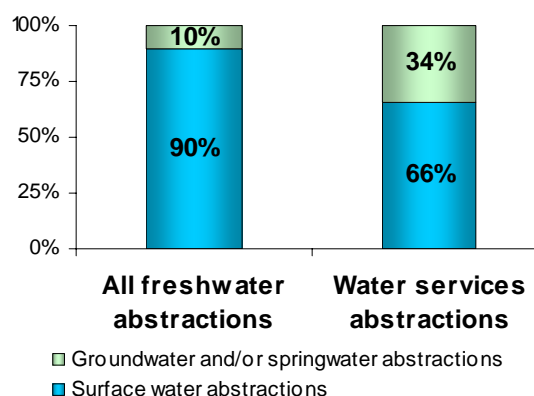 100%
75%
50%
25%
0%
10%
90%
34%
66%
All freshwater
abstractions
Water services
abstractions
Groundwater and/or springwater abstractions
Surface water abstractions